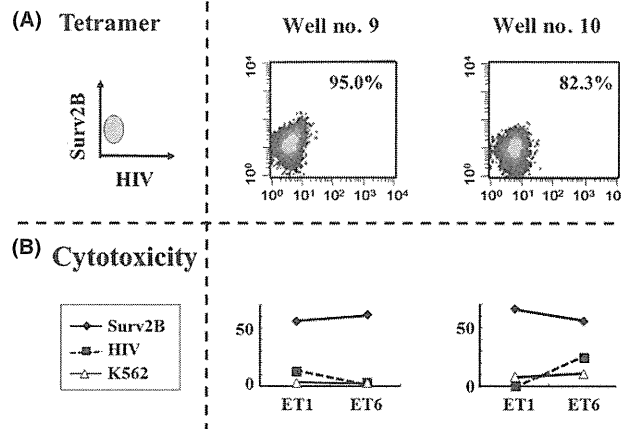 (A) Tetramer
Well no. 9
Well no. 10
Surv2B
HIV
10⁴
10⁰
95.0%
10⁰ 10¹ 10² 10³ 10⁴
10⁴
10⁰
82.3%
10⁰ 10¹ 10² 10³ 10⁴
(B) Cytotoxicity
Surv2B
HIV
K562
50
0
ET1 ET6
50
0
ET1 ET6